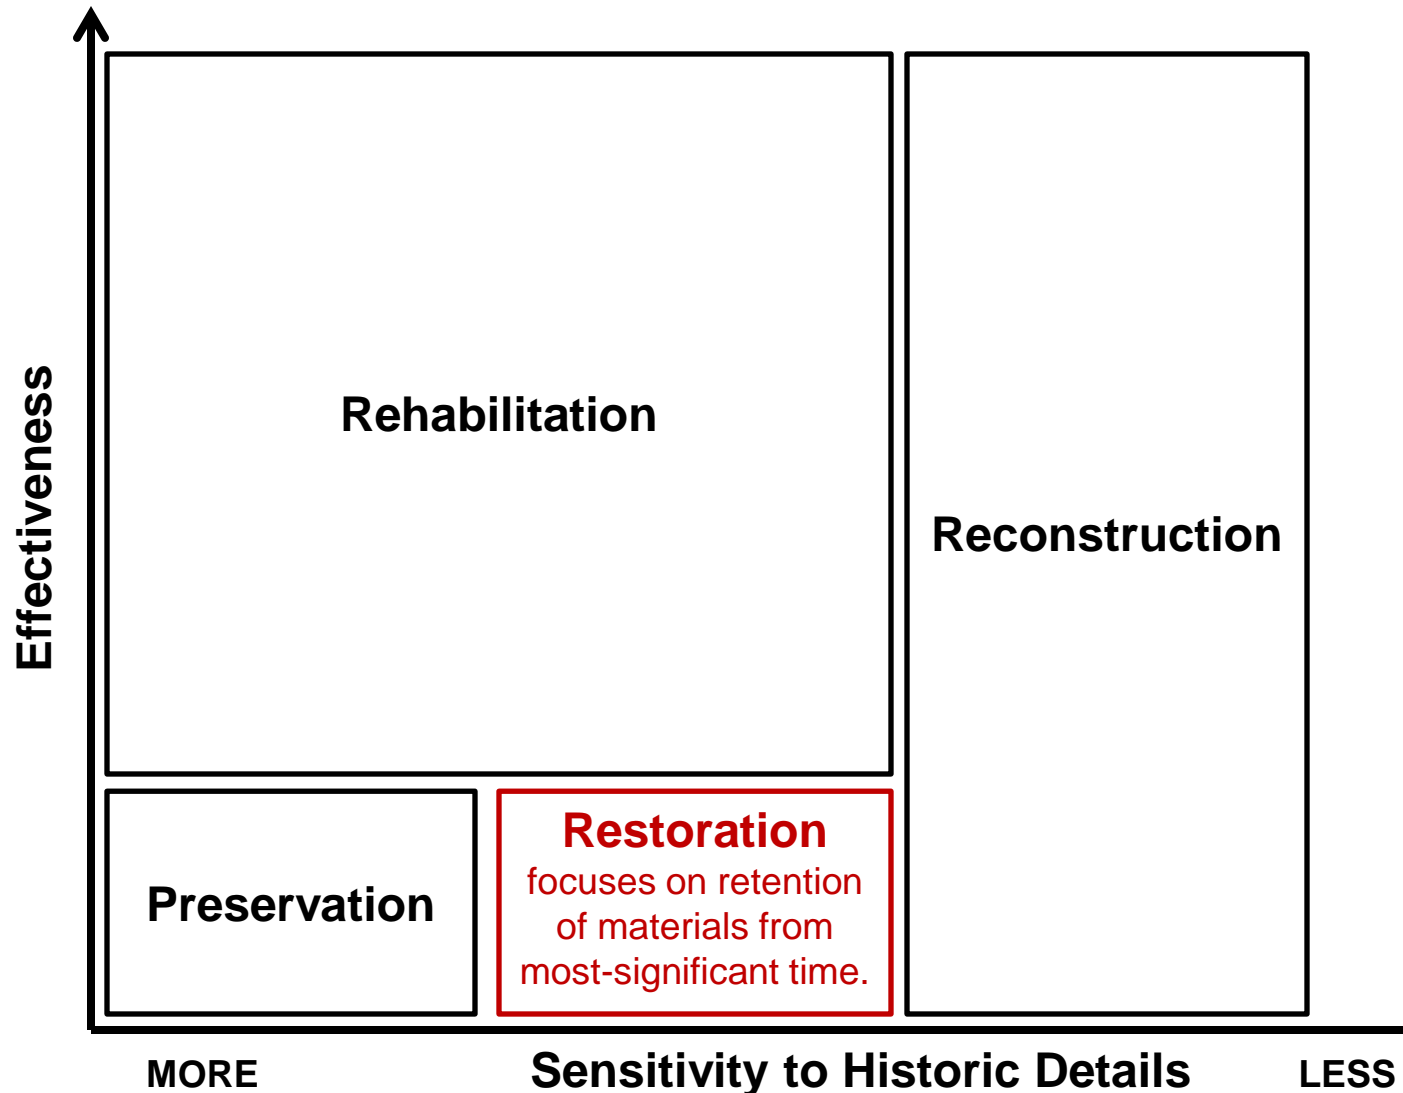 Effectiveness
Rehabilitation
Reconstruction
Preservation
Restoration
focuses on retention
of materials from
most-significant time.
MORE
Sensitivity to Historic Details
LESS